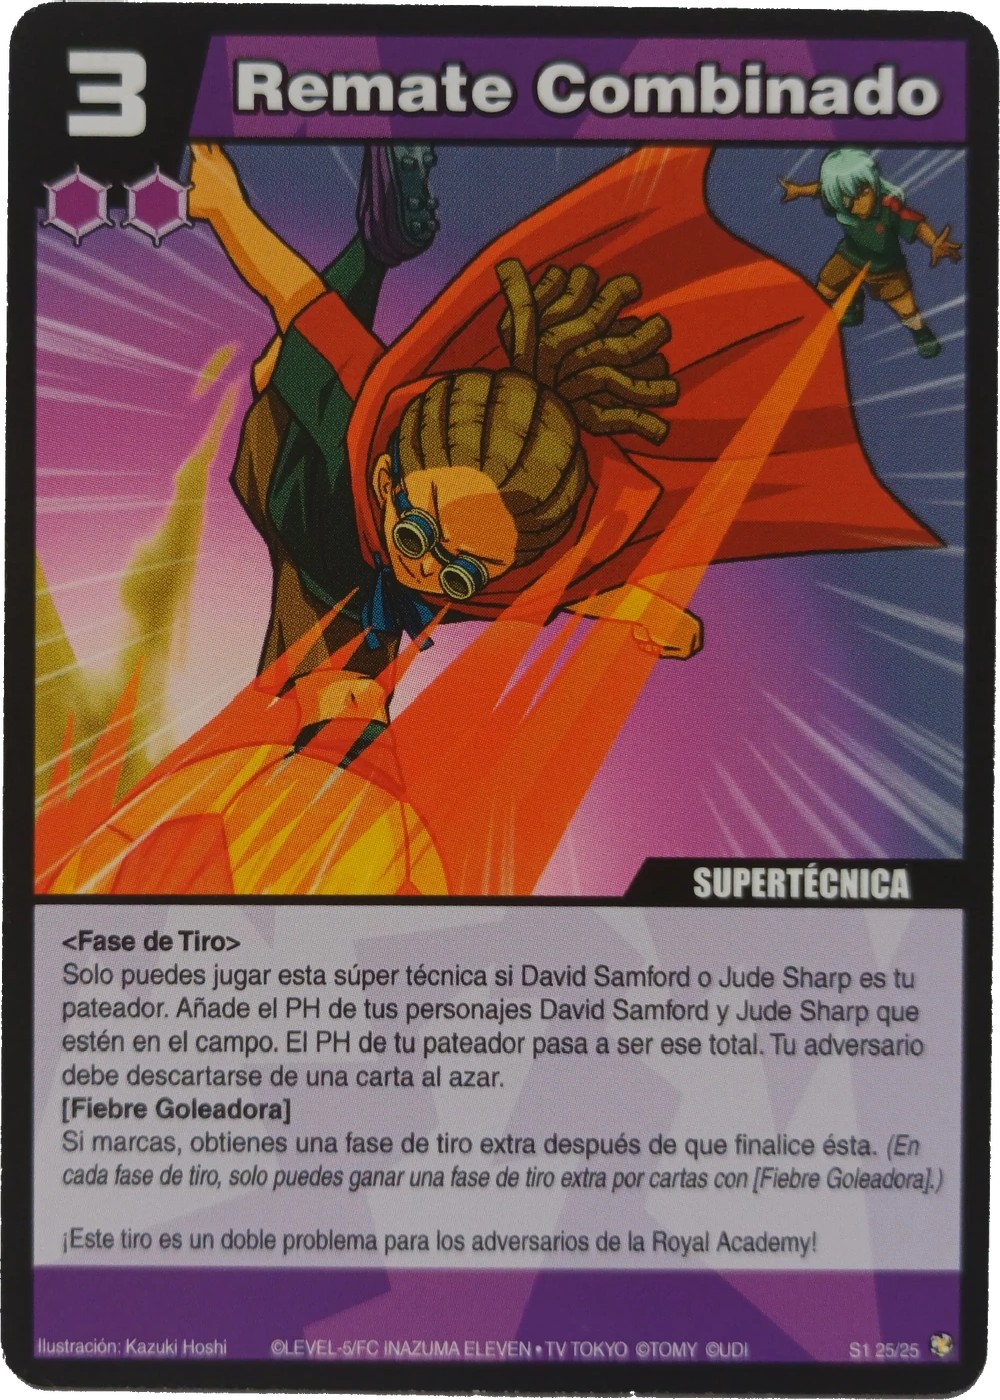 3
Remate Combinado
SUPERTÉCNICA
<Fase de Tiro>
Solo puedes jugar esta súper técnica si David Samford o Jude Sharp es tu
pateador. Añade el PH de tus personajes David Samford y Jude Sharp que
estén en el campo. El PH de tu pateador pasa a ser ese total. Tu adversario
debe descartarse de una carta al azar.
[Fiebre Goleadora]
Si marcas, obtienes una fase de tiro extra después de que finalice ésta. (En
cada fase de tiro, solo puedes ganar una fase de tiro extra por cartas con [Fiebre Goleadora].)
¡Este tiro es un doble problema para los adversarios de la Royal Academy!
Ilustración: Kazuki Hoshi ©LEVEL-5/FC INAZUMA ELEVEN • TV TOKYO ©TOMY ©UDI S1 25/25